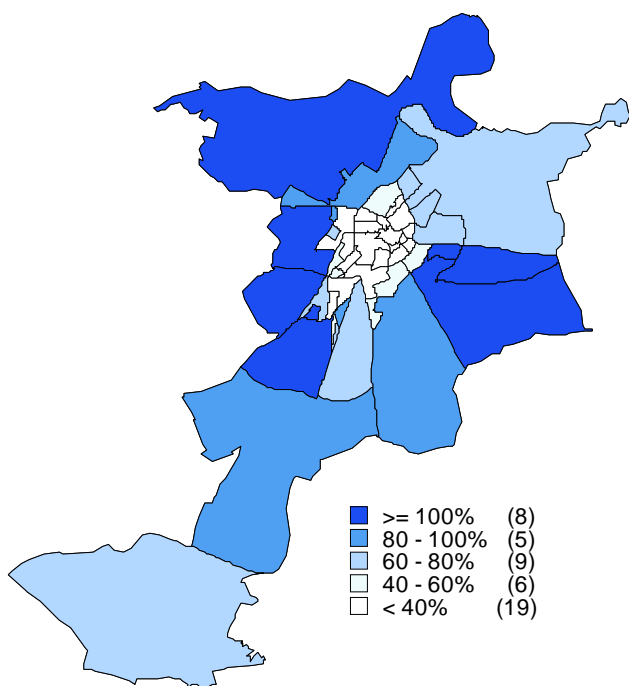 >= 100% (8)
80 - 100% (5)
60 - 80% (9)
40 - 60% (6)
< 40% (19)